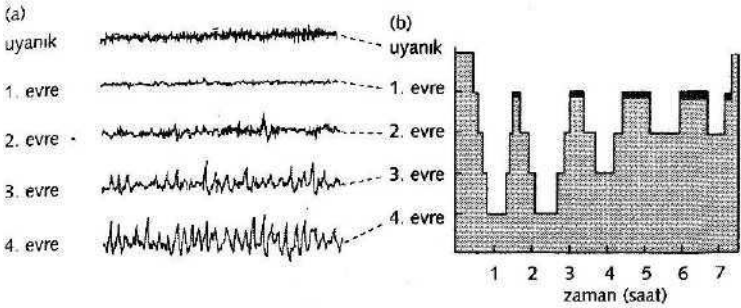 (a)
uyanık
1. evre
2. evre
3. evre
4. evre
(b)
uyanık
1. evre
2. evre
3. evre
4. evre
1 2 3 4 5 6 7
zaman (saat)